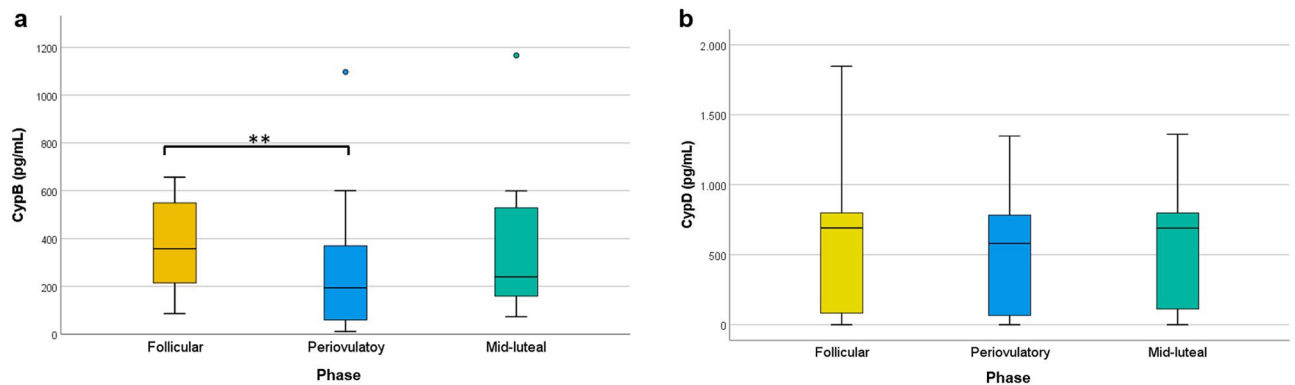 a
1200
1000
800
600
400
200
0
CypB (pg/mL)
**
Follicular
Periovulatoy
Mid-luteal
Phase
b
2.000
1.500
1.000
500
0
CypD (pg/mL)
Follicular
Periovulatory
Mid-luteal
Phase